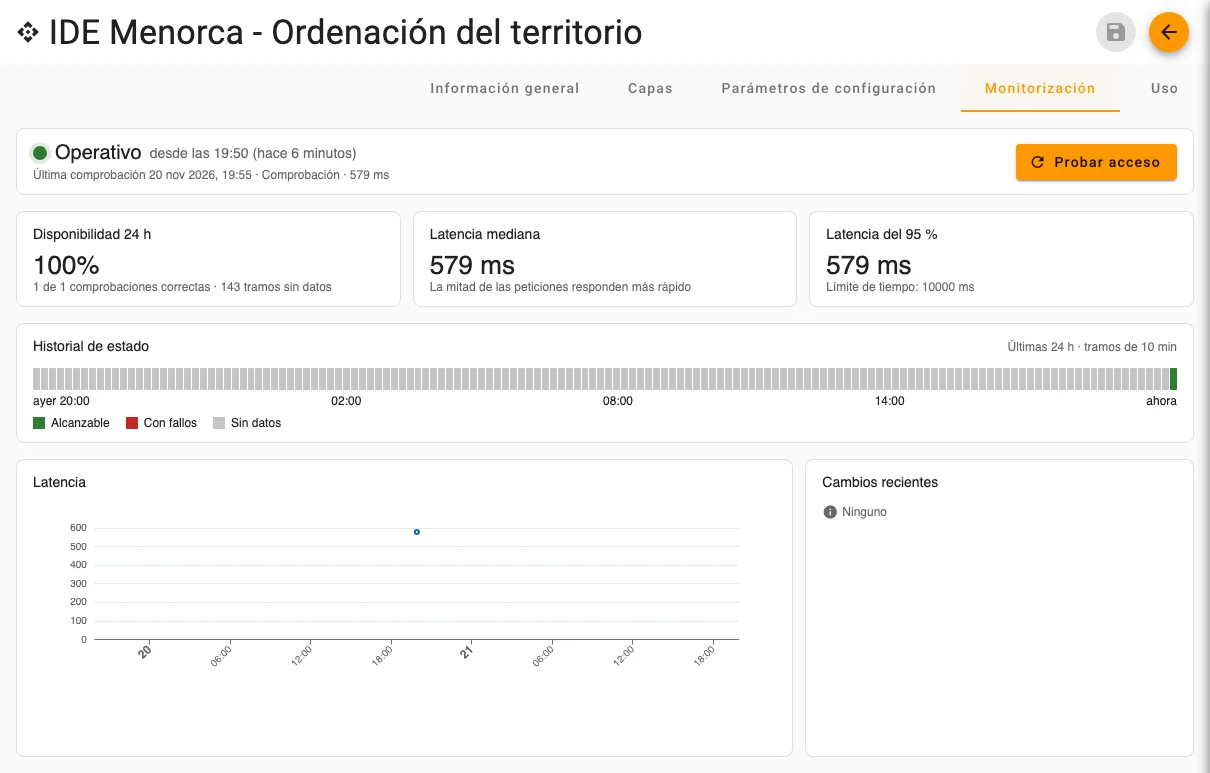 IDE Menorca - Ordenación del territorio
Información general
Capas
Parámetros de configuración
Monitorización
Uso
Operativo desde las 19:50 (hace 6 minutos)
Última comprobación 20 nov 2026, 19:55 · Comprobación · 579 ms
Probar acceso
Disponibilidad 24 h
100%
1 de 1 comprobaciones correctas · 143 tramos sin datos
Latencia mediana
579 ms
La mitad de las peticiones responden más rápido
Latencia del 95 %
579 ms
Límite de tiempo: 10000 ms
Historial de estado
Últimas 24 h · tramos de 10 min
ayer 20:00
02:00
08:00
14:00
ahora
Alcanzable
Con fallos
Sin datos
Latencia
600
500
400
300
200
100
0
20
06:00
12:00
18:00
21
06:00
12:00
18:00
Cambios recientes
Ninguno